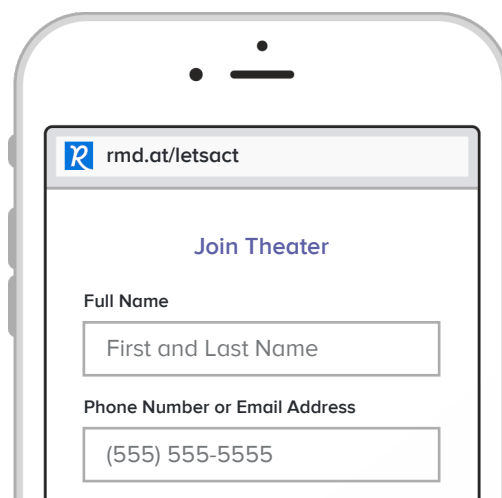 R rmd.at/letsact
Join Theater
Full Name
First and Last Name
Phone Number or Email Address
(555) 555-5555